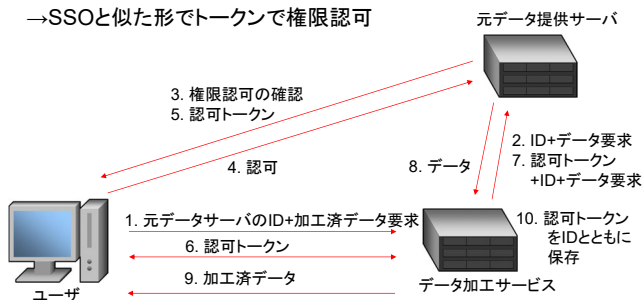 →SSOと似た形でトークンで権限認可
元データ提供サーバ
3. 権限認可の確認
5. 認可トークン
4. 認可
2. ID+データ要求
7. 認可トークン
+ID+データ要求
8. データ
1. 元データサーバのID+加工済データ要求
6. 認可トークン
9. 加工済データ
10. 認可トークン
をIDとともに
保存
ユーザ
データ加工サービス